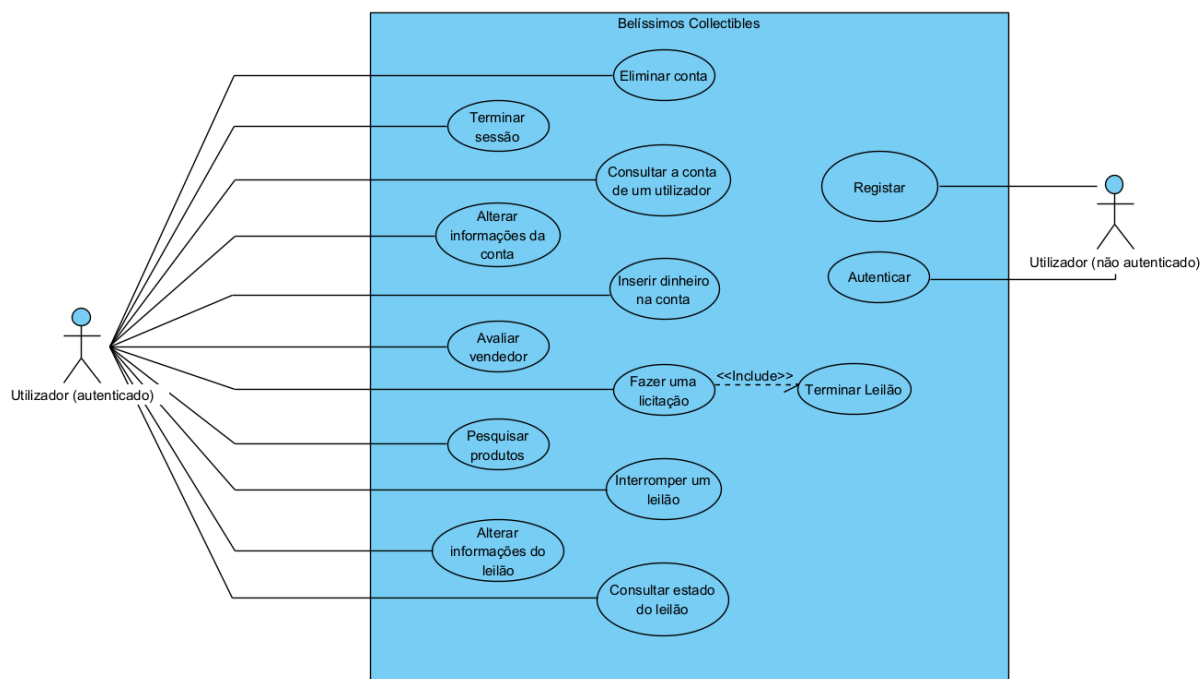 Belíssimos Collectibles
Eliminar conta
Terminar
sessão
Consultar a conta
de um utilizador
Registar
Alterar
informações da
conta
Utilizador (não autenticado)
Autenticar
Inserir dinheiro
na conta
Avaliar
vendedor
Utilizador (autenticado)
Fazer uma
licitação
<<Include>>
Terminar Leilão
Pesquisar
produtos
Interromper um
leilão
Alterar
informações do
leilão
Consultar estado
do leilão